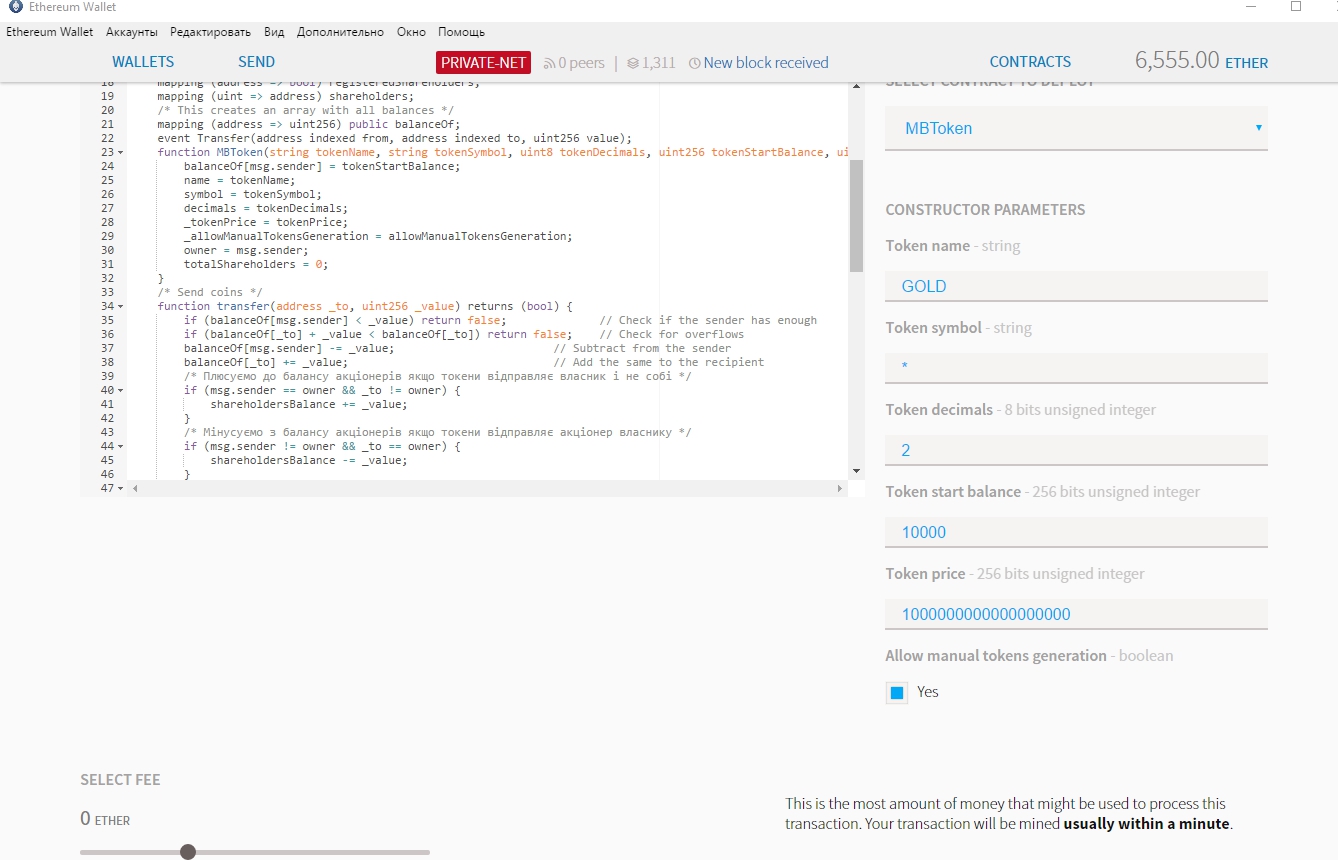 Ethereum Wallet
Ethereum Wallet Аккаунты Редактировать Вид Дополнительно Окно Помощь
WALLETS SEND PRIVATE-NET 0 peers | 1,311 New block received CONTRACTS 6,555.00 ETHER
18 mapping (address => bool) registeredShareholders;
19 mapping (uint => address) shareholders;
20 /* This creates an array with all balances */
21 mapping (address => uint256) public balanceOf;
22 event Transfer(address indexed from, address indexed to, uint256 value);
23 function MBToken(string tokenName, string tokenSymbol, uint8 tokenDecimals, uint256 tokenStartBalance, ui
24 balanceOf[msg.sender] = tokenStartBalance;
25 name = tokenName;
26 symbol = tokenSymbol;
27 decimals = tokenDecimals;
28 _tokenPrice = tokenPrice;
29 _allowManualTokensGeneration = allowManualTokensGeneration;
30 owner = msg.sender;
31 totalShareholders = 0;
32 }
33 /* Send coins */
34 function transfer(address _to, uint256 _value) returns (bool) {
35 if (balanceOf[msg.sender] < _value) return false; // Check if the sender has enough
36 if (balanceOf[_to] + _value < balanceOf[_to]) return false; // Check for overflows
37 balanceOf[msg.sender] -= _value; // Subtract from the sender
38 balanceOf[_to] += _value; // Add the same to the recipient
39 /* Плюсуємо до балансу акціонерів якщо токени відправляє власник і не собі */
40 if (msg.sender == owner && _to != owner) {
41 shareholdersBalance += _value;
42 }
43 /* Мінусуємо з балансу акціонерів якщо токени відправляє акціонер власнику */
44 if (msg.sender != owner && _to == owner) {
45 shareholdersBalance -= _value;
46 }
47
SELECT CONTRACT TO DEPLOY
MBToken
CONSTRUCTOR PARAMETERS
Token name - string
GOLD
Token symbol - string
*
Token decimals - 8 bits unsigned integer
2
Token start balance - 256 bits unsigned integer
10000
Token price - 256 bits unsigned integer
1000000000000000000
Allow manual tokens generation - boolean
Yes
SELECT FEE
0 ETHER
This is the most amount of money that might be used to process this
transaction. Your transaction will be mined usually within a minute.